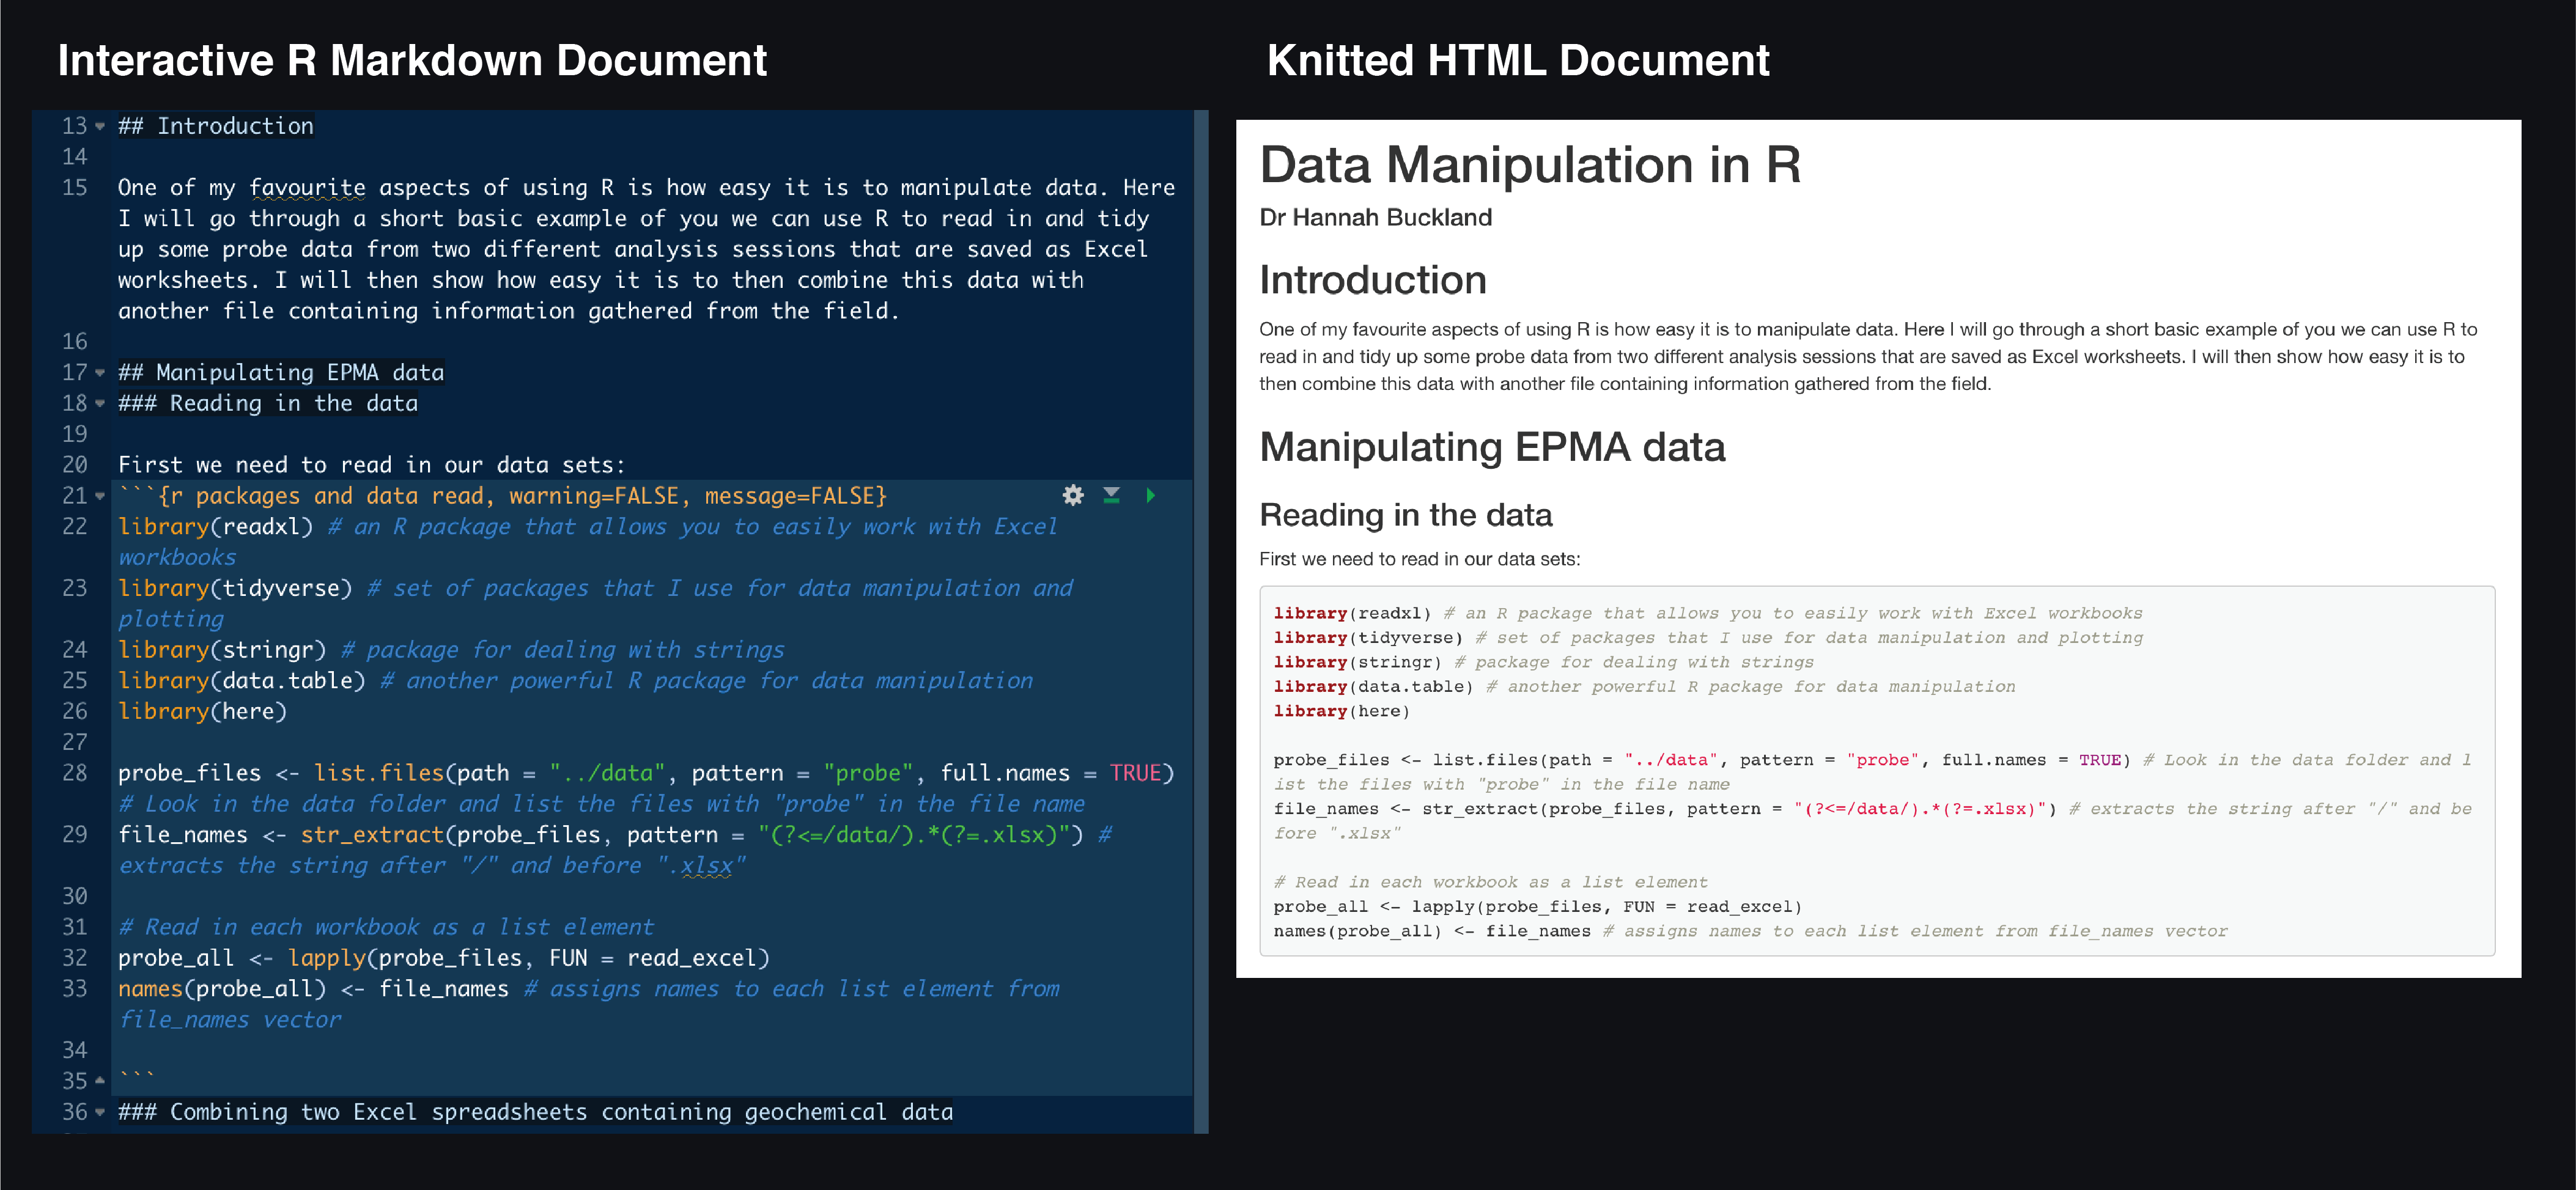 Interactive R Markdown Document
13 ## Introduction
14
15 One of my favourite aspects of using R is how easy it is to manipulate data. Here
I will go through a short basic example of you we can use R to read in and tidy
up some probe data from two different analysis sessions that are saved as Excel
worksheets. I will then show how easy it is to then combine this data with
another file containing information gathered from the field.
16
17 ## Manipulating EPMA data
18 ### Reading in the data
19
20 First we need to read in our data sets:
21 ```{r packages and data read, warning=FALSE, message=FALSE}
22 library(readxl) # an R package that allows you to easily work with Excel
workbooks
23 library(tidyverse) # set of packages that I use for data manipulation and
plotting
24 library(stringr) # package for dealing with strings
25 library(data.table) # another powerful R package for data manipulation
26 library(here)
27
28 probe_files <- list.files(path = "../data", pattern = "probe", full.names = TRUE)
# Look in the data folder and list the files with "probe" in the file name
29 file_names <- str_extract(probe_files, pattern = "(?<=/data/).*(?=.xlsx)") #
extracts the string after "/" and before ".xlsx"
30
31 # Read in each workbook as a list element
32 probe_all <- lapply(probe_files, FUN = read_excel)
33 names(probe_all) <- file_names # assigns names to each list element from
file_names vector
34
35 ```
36 ### Combining two Excel spreadsheets containing geochemical data
Knitted HTML Document
Data Manipulation in R
Dr Hannah Buckland
Introduction
One of my favourite aspects of using R is how easy it is to manipulate data. Here I will go through a short basic example of you we can use R to
read in and tidy up some probe data from two different analysis sessions that are saved as Excel worksheets. I will then show how easy it is to
then combine this data with another file containing information gathered from the field.
Manipulating EPMA data
Reading in the data
First we need to read in our data sets:
library(readxl) # an R package that allows you to easily work with Excel workbooks
library(tidyverse) # set of packages that I use for data manipulation and plotting
library(stringr) # package for dealing with strings
library(data.table) # another powerful R package for data manipulation
library(here)
probe_files <- list.files(path = "../data", pattern = "probe", full.names = TRUE) # Look in the data folder and l
ist the files with "probe" in the file name
file_names <- str_extract(probe_files, pattern = "(?<=/data/).*(?=.xlsx)") # extracts the string after "/" and be
fore ".xlsx"
# Read in each workbook as a list element
probe_all <- lapply(probe_files, FUN = read_excel)
names(probe_all) <- file_names # assigns names to each list element from file_names vector